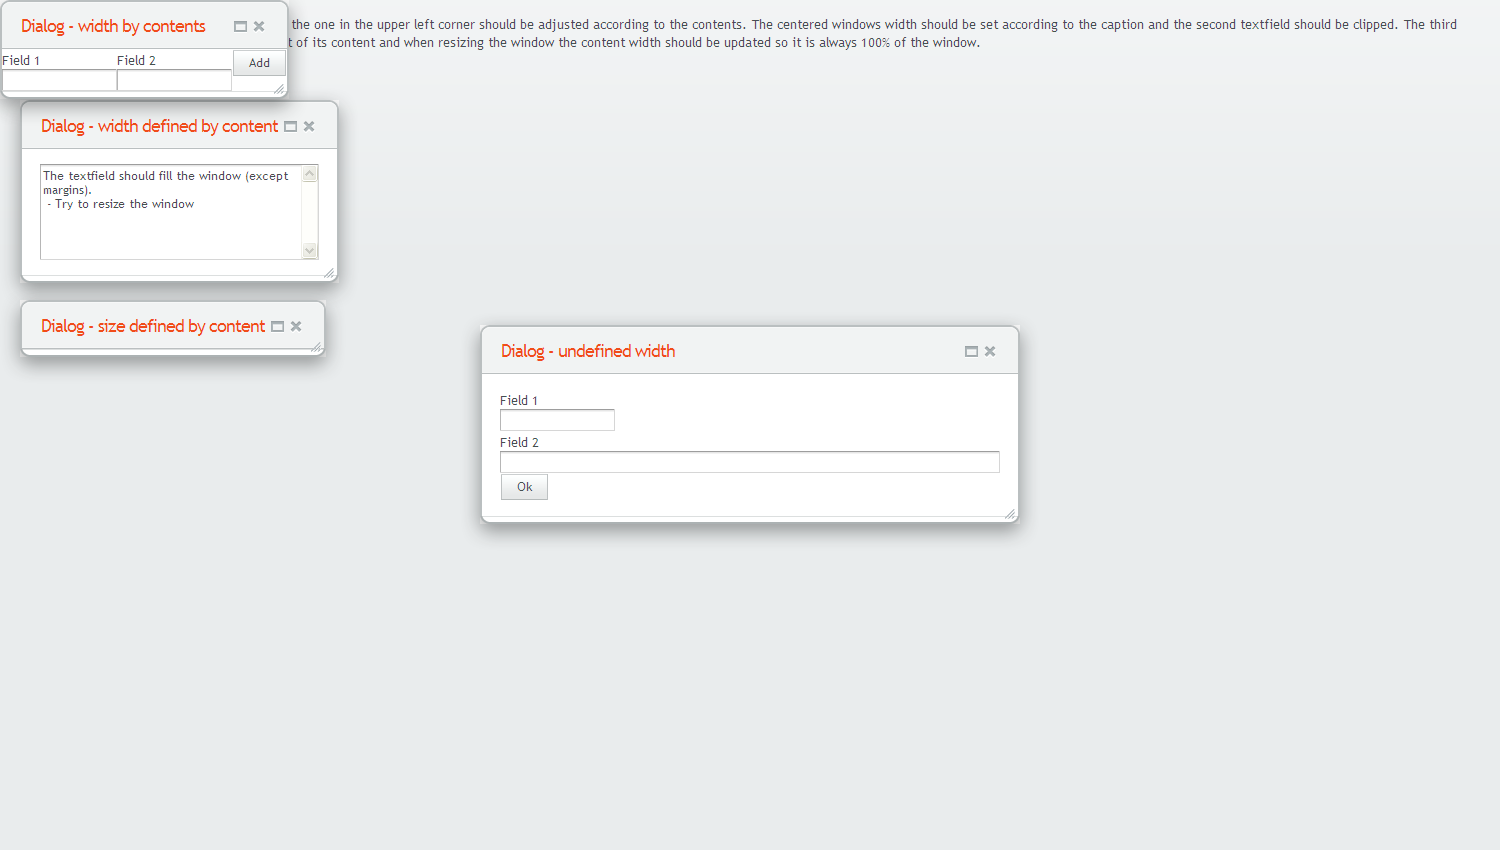 Dialog - width by contents
the one in the upper left corner should be adjusted according to the contents. The centered windows width should be set according to the caption and the second textfield should be clipped. The third
of its content and when resizing the window the content width should be updated so it is always 100% of the window.
Field 1 Field 2 Add
Dialog - width defined by content
The textfield should fill the window (except
margins).
- Try to resize the window
Dialog - size defined by content
Dialog - undefined width
Field 1
Field 2
Ok